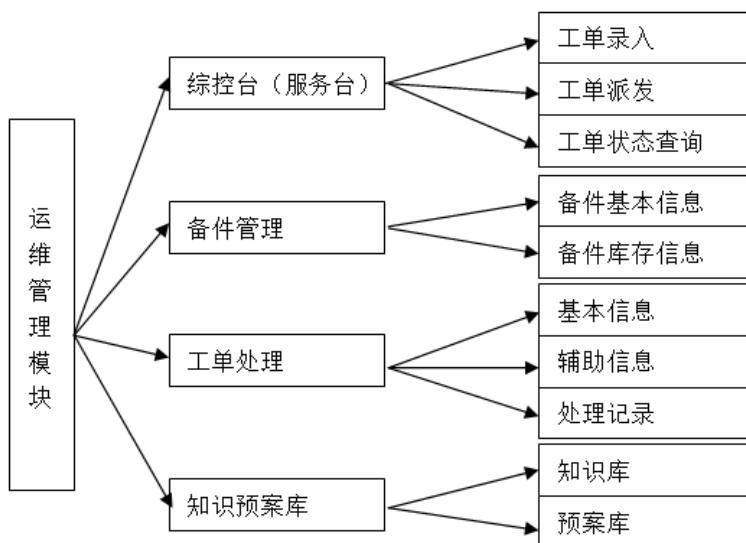 运维管理模块
综控台（服务台）
工单录入
工单派发
工单状态查询
备件管理
备件基本信息
备件库存信息
工单处理
基本信息
辅助信息
处理记录
知识预案库
知识库
预案库